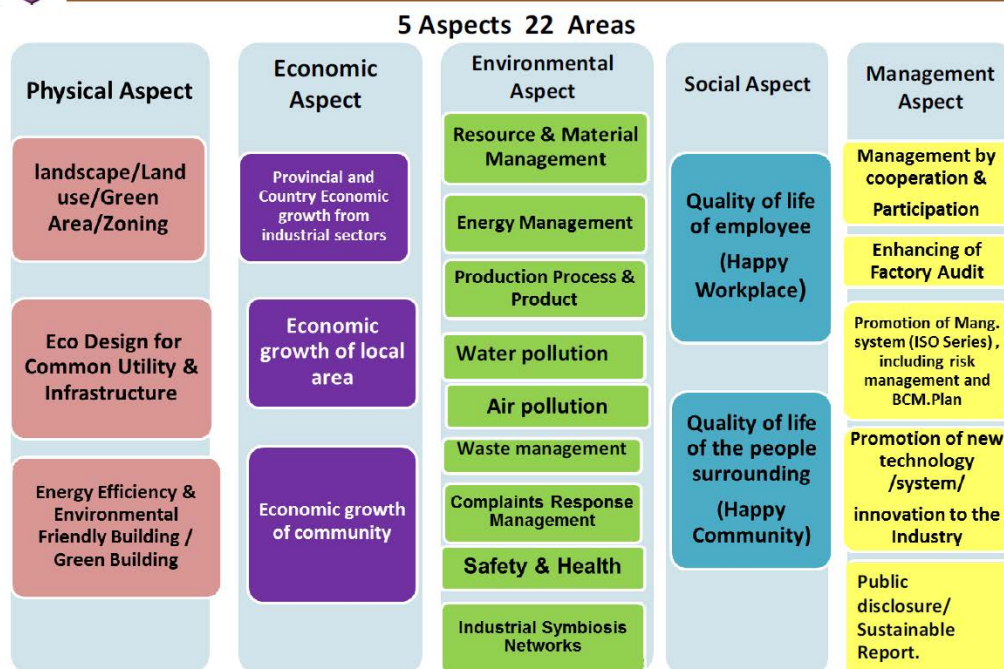 5 Aspects 22 Areas
Physical Aspect
landscape/Land
use/Green
Area/Zoning
Eco Design for
Common Utility &
Infrastructure
Energy Efficiency &
Environmental
Friendly Building /
Green Building
Economic
Aspect
Provincial and
Country Economic
growth from
industrial sectors
Economic
growth of local
area
Economic growth
of community
Environmental
Aspect
Resource & Material
Management
Energy Management
Production Process &
Product
Water pollution
Air pollution
Waste management
Complaints Response
Management
Safety & Health
Industrial Symbiosis
Networks
Social Aspect
Quality of life
of employee
(Happy
Workplace)
Quality of life
of the people
surrounding
(Happy
Community)
Management
Aspect
Management by
cooperation &
Participation
Enhancing of
Factory Audit
Promotion of Mang.
system (ISO Series) ,
including risk
management and
BCM.Plan
Promotion of new
technology
/system/
innovation to the
Industry
Public
disclosure/
Sustainable
Report.